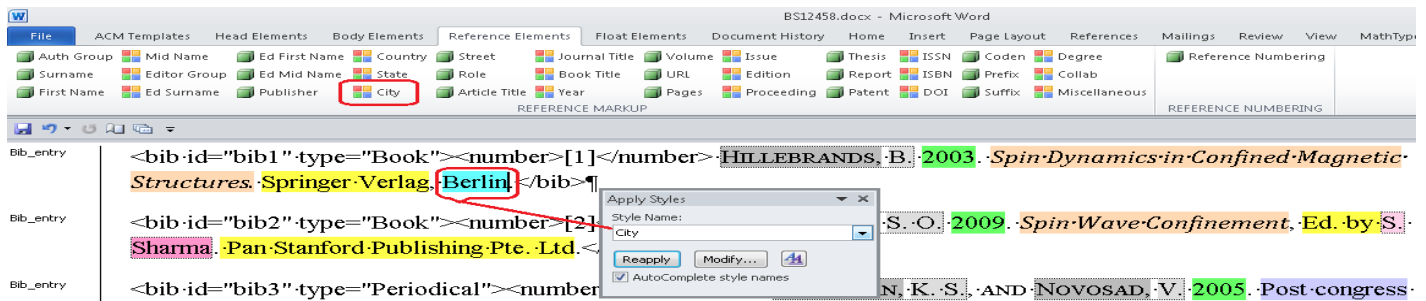 BS12458.docx - Microsoft Word
File ACM Templates Head Elements Body Elements Reference Elements Float Elements Document History Home Insert Page Layout References Mailings Review View MathType
Auth Group Mid Name Ed First Name Country Street Journal Title Volume Issue Thesis ISSN Coden Degree Reference Numbering
Surname Editor Group Ed Mid Name State Role Book Title URL Edition Report ISBN Prefix Collab
First Name Ed Surname Publisher City Article Title Year Pages Proceeding Patent DOI Suffix Miscellaneous
REFERENCE MARKUP REFERENCE NUMBERING
Bib_entry <bib·id="bib1"·type="Book"><number>[1]</number>·HILLEBRANDS,·B.·2003.·Spin·Dynamics·in·Confined·Magnetic·
Structures.·Springer·Verlag,·Berlin.</bib>¶
Apply Styles
Style Name:
City
Reapply Modify...
AutoComplete style names
Bib_entry <bib·id="bib2"·type="Book"><number>[2] S.·O.·2009.·Spin·Wave·Confinement,·Ed.·by·S.·
Sharma.·Pan·Stanford·Publishing·Pte.·Ltd.<
Bib_entry <bib·id="bib3"·type="Periodical"><number N,·K.·S.,·AND·NOVOSAD,·V.·2005.·Post·congress·